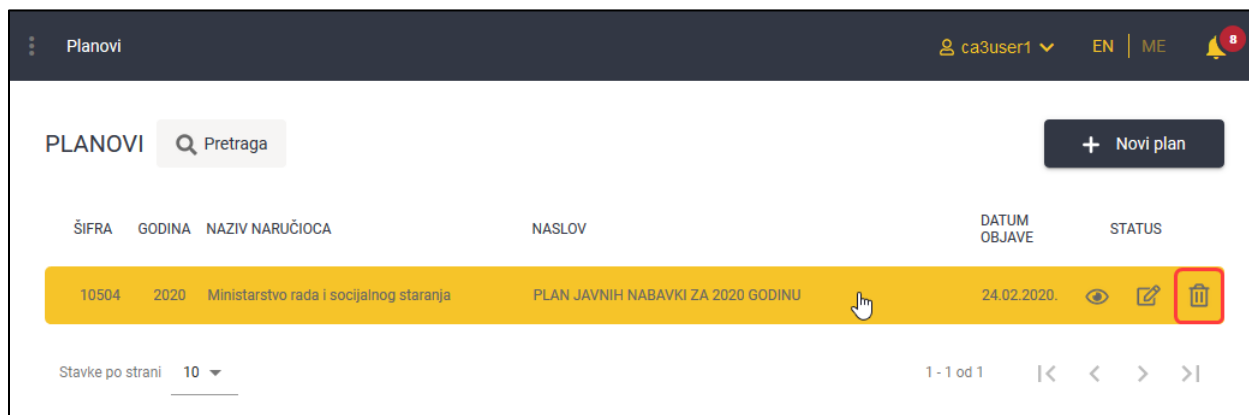 Planovi ca3user1 EN ME 8
PLANOVI Pretaga Novi plan
ŠIFRA GODINA NAZIV NARUČIOCA NASLOV DATUM OBJAVE STATUS
10504 2020 Ministarstvo rada i socijalnog staranja PLAN JAVNIH NABAVKI ZA 2020 GODINU 24.02.2020.
Stavke po strani 10 1 - 1 od 1